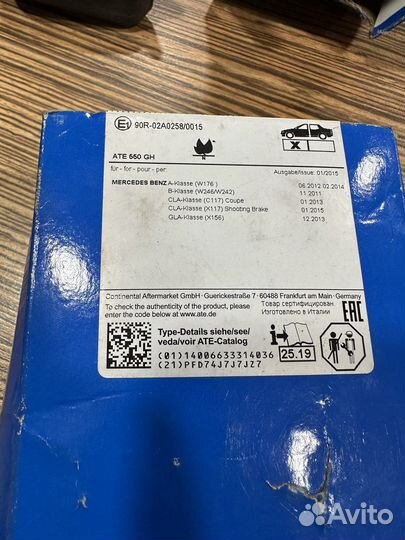 E1 90R-02A0258/0015
N
X
ATE 550 GH
für - for - pour - per:
Ausgabe/issue: 01/2015
MERCEDES BENZ A-Klasse (W176 ) 06.2012 02.2014
B-Klasse (W246/W242) 11.2011
CLA-Klasse (C117) Coupe 01.2013
CLA-Klasse (X117) Shooting Brake 01.2015
GLA-Klasse (X156) 12.2013
Continental Aftermarket GmbH · Guerickestraße 7 · 60488 Frankfurt am Main · Germany
To check the authenticity of the product, please
enter the code below at www.ate.de
Товар сертифицирован
Изготовлено в Италии
EAC
Type-Details siehe/see/
veda/voir ATE-Catalog
25.19
(01)14006633314036
(21)PFD74J7J7JZ7
Avito